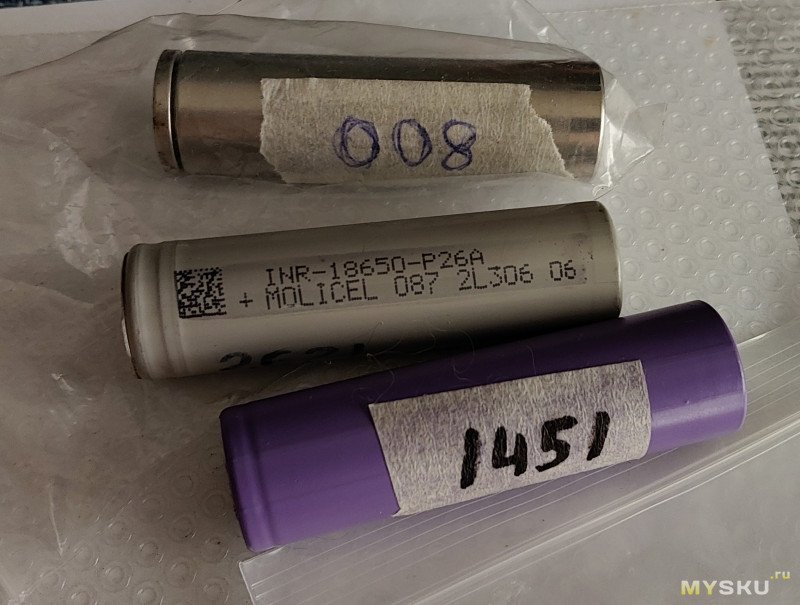 008
INR-18650-P26A
+ MOLICEL 087 2L306 06
1451
MYSKU.ru